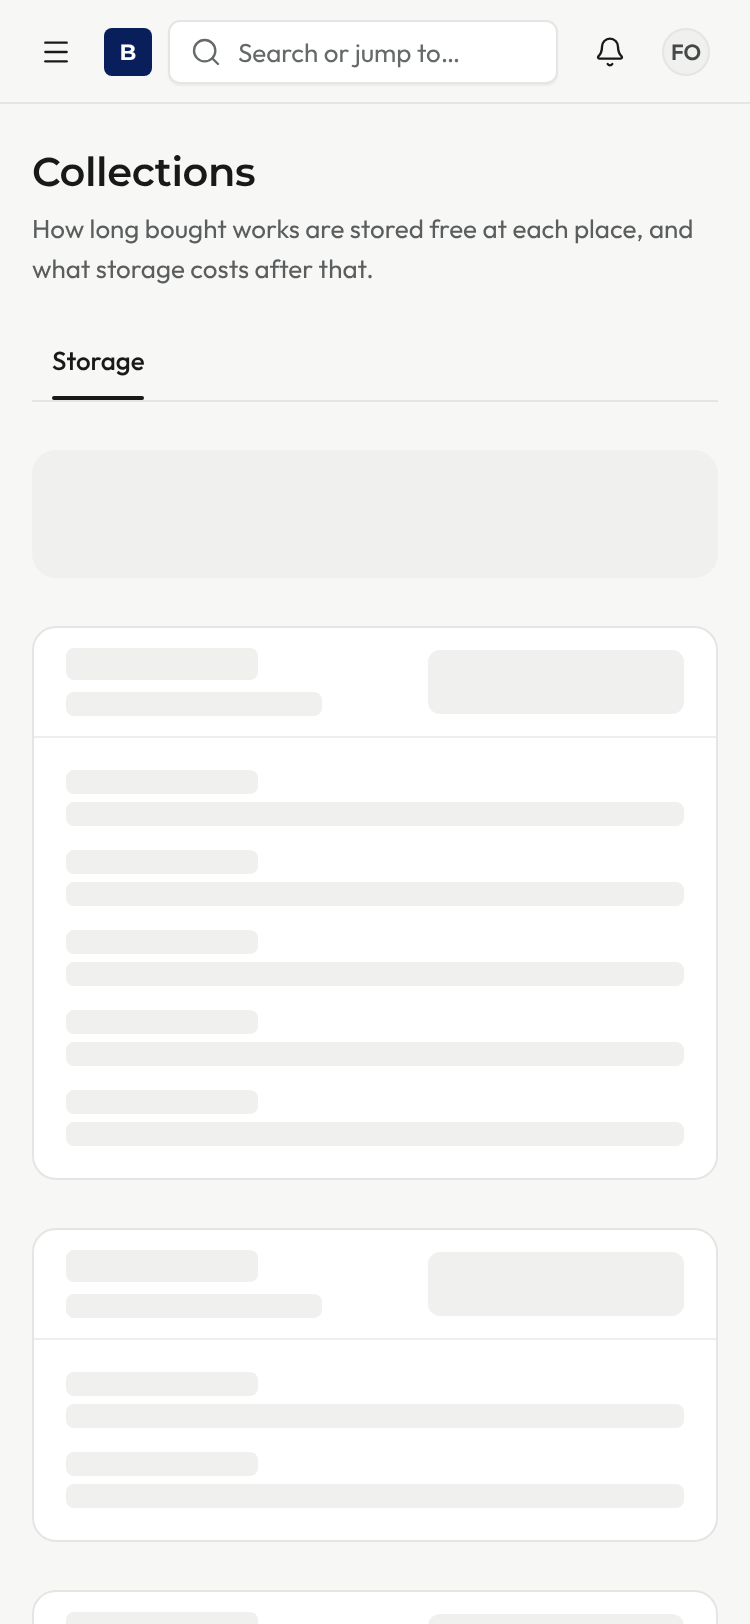 B
Search or jump to...
FO
Collections
How long bought works are stored free at each place, and
what storage costs after that.
Storage